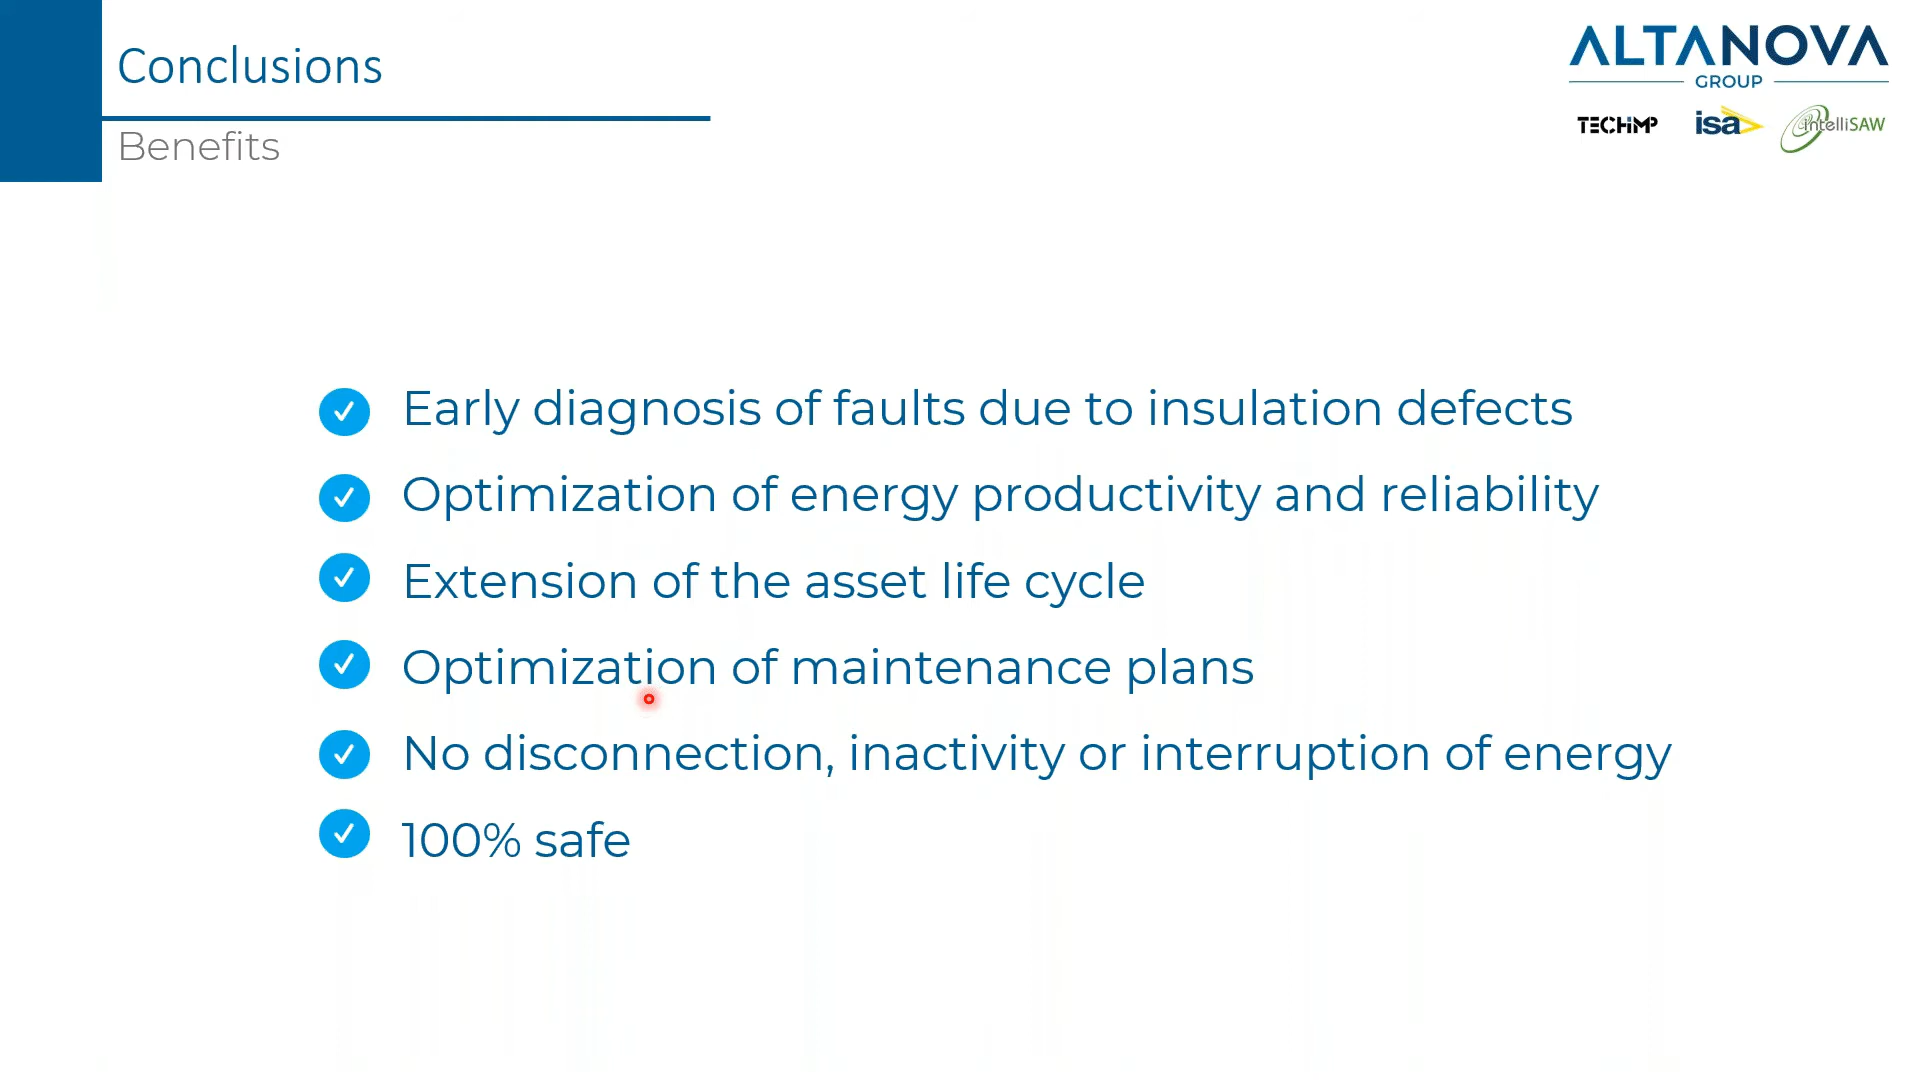 Conclusions
Benefits
ALTANOVA
GROUP
TECHIMP
isa
IntelliSAW
Early diagnosis of faults due to insulation defects
Optimization of energy productivity and reliability
Extension of the asset life cycle
Optimization of maintenance plans
No disconnection, inactivity or interruption of energy
100% safe